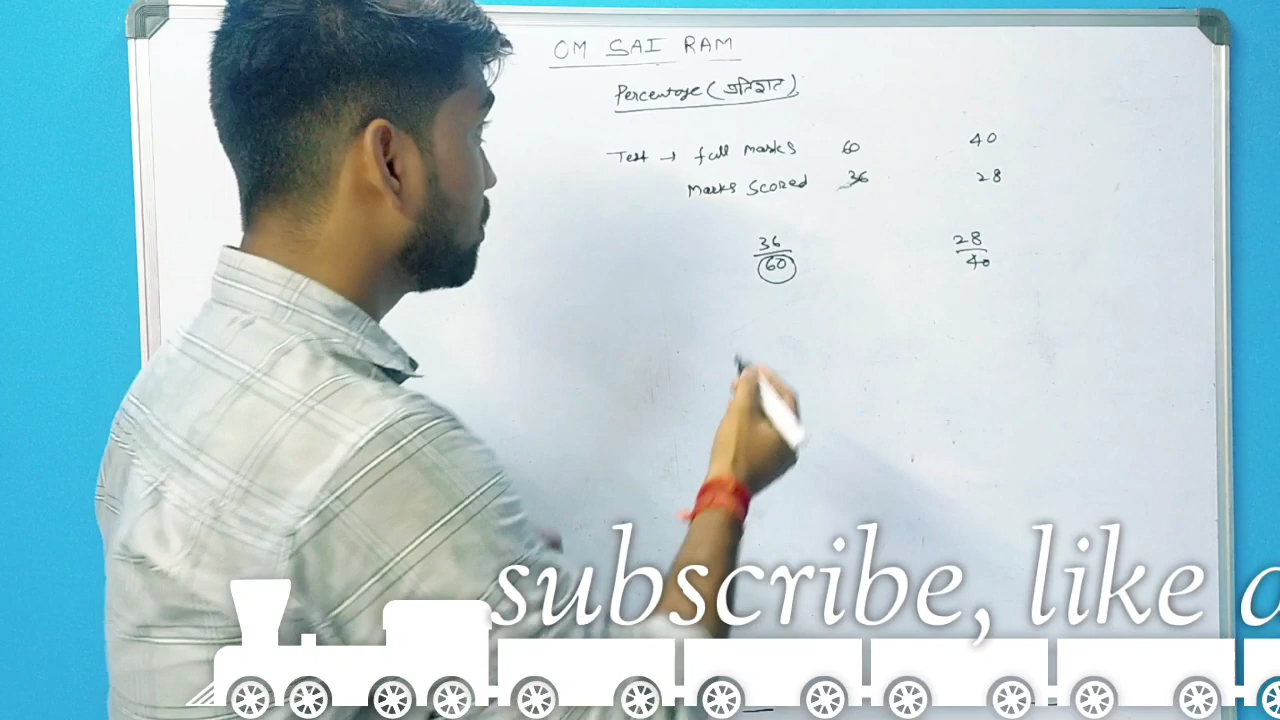 OM SAI RAM
Percentage (प्रतिशत)
Test → full marks 60 40
Marks scored 36 28
36 28
60 40
subscribe, like